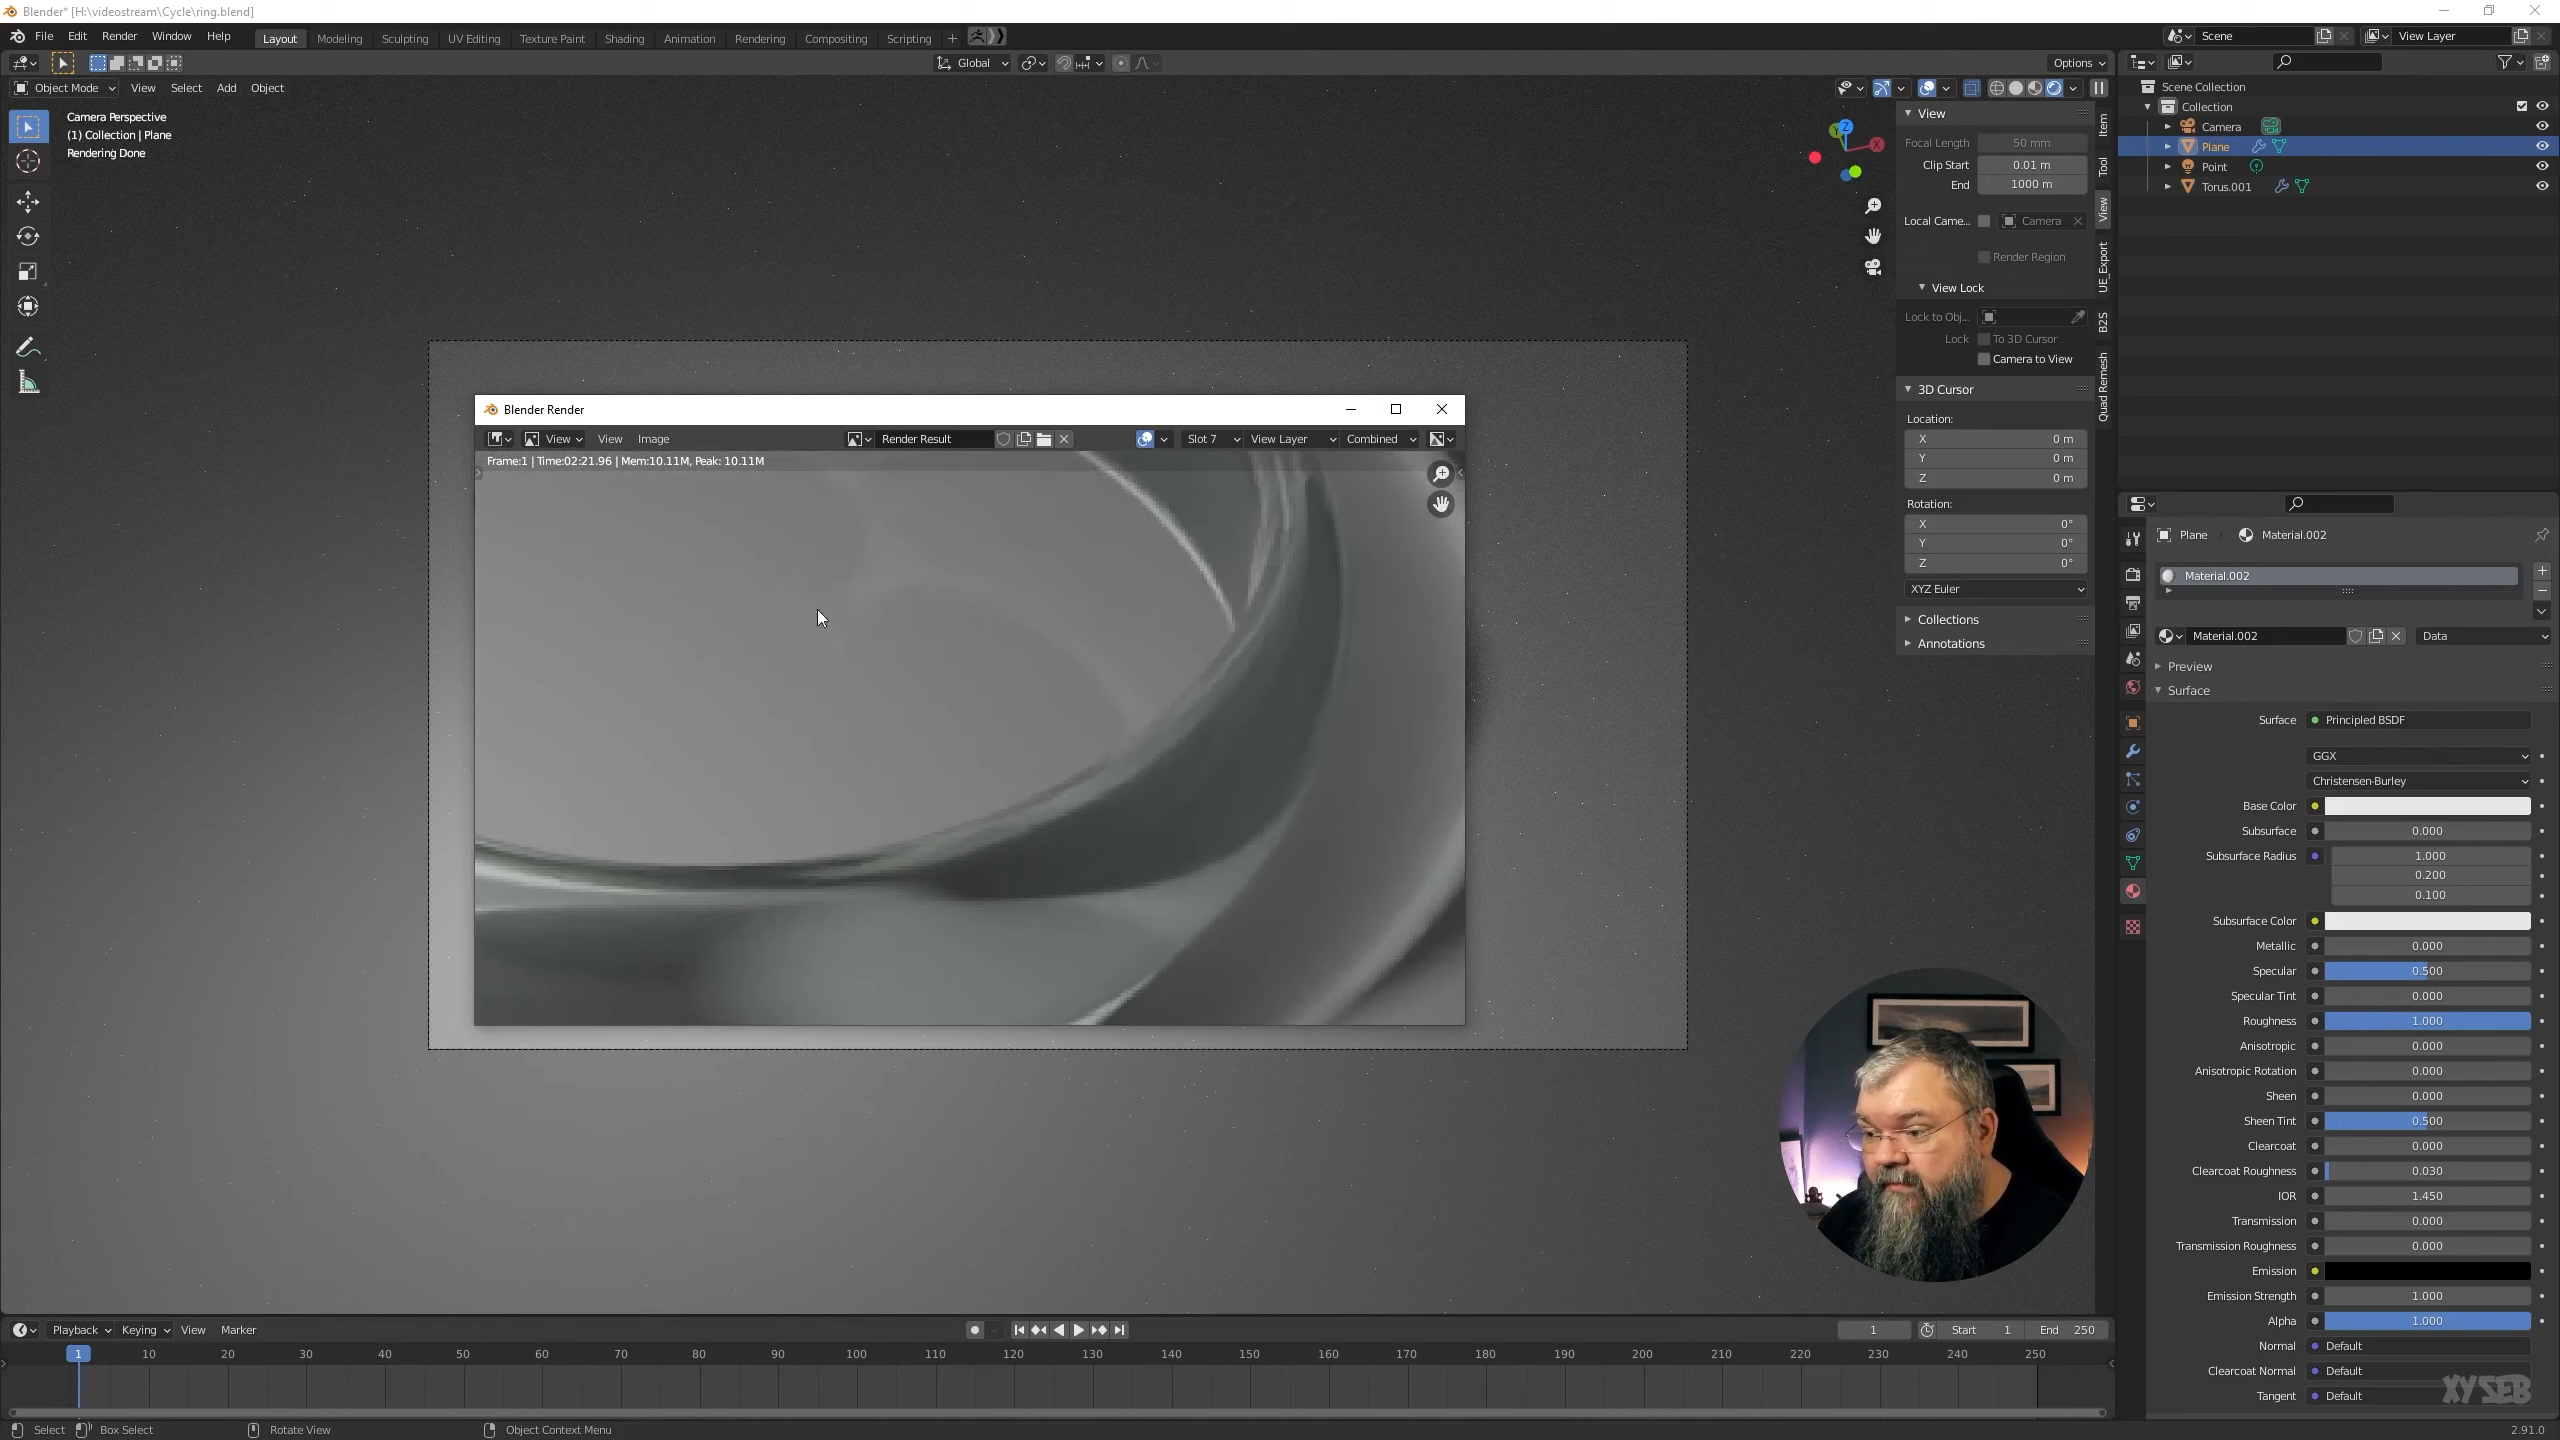 Blender* [H:\videostream\Cycle\ring.blend]
File Edit Render Window Help
Layout Modeling Sculpting UV Editing Texture Paint Shading Animation Rendering Compositing Scripting +
Scene
View Layer
Global
Options
Object Mode View Select Add Object
Camera Perspective
(1) Collection | Plane
Rendering Done
X
Y
Z
View
Focal Length 50 mm
Clip Start 0.01 m
End 1000 m
Local Came... Camera
Render Region
View Lock
Lock to Obj...
Lock To 3D Cursor
Camera to View
3D Cursor
Location:
X 0 m
Y 0 m
Z 0 m
Rotation:
X 0°
Y 0°
Z 0°
XYZ Euler
Collections
Annotations
Item
Tool
View
UE_Export
B2S
Quad Remesh
Blender Render
View View Image Render Result Slot 7 View Layer Combined
Frame:1 | Time:02:21.96 | Mem:10.11M, Peak: 10.11M
Scene Collection
Collection
Camera
Plane
Point
Torus.001
Plane Material.002
Material.002
Material.002 Data
Preview
Surface
Surface Principled BSDF
GGX
Christensen-Burley
Base Color
Subsurface 0.000
Subsurface Radius 1.000
0.200
0.100
Subsurface Color
Metallic 0.000
Specular 0.500
Specular Tint 0.000
Roughness 1.000
Anisotropic 0.000
Anisotropic Rotation 0.000
Sheen 0.000
Sheen Tint 0.500
Clearcoat 0.000
Clearcoat Roughness 0.030
IOR 1.450
Transmission 0.000
Transmission Roughness 0.000
Emission
Emission Strength 1.000
Alpha 1.000
Normal Default
Clearcoat Normal Default
Tangent Default
XYSEB
Playback Keying View Marker
1 Start 1 End 250
1 10 20 30 40 50 60 70 80 90 100 110 120 130 140 150 160 170 180 190 200 210 220 230 240 250
Select Box Select Rotate View Object Context Menu
2.91.0